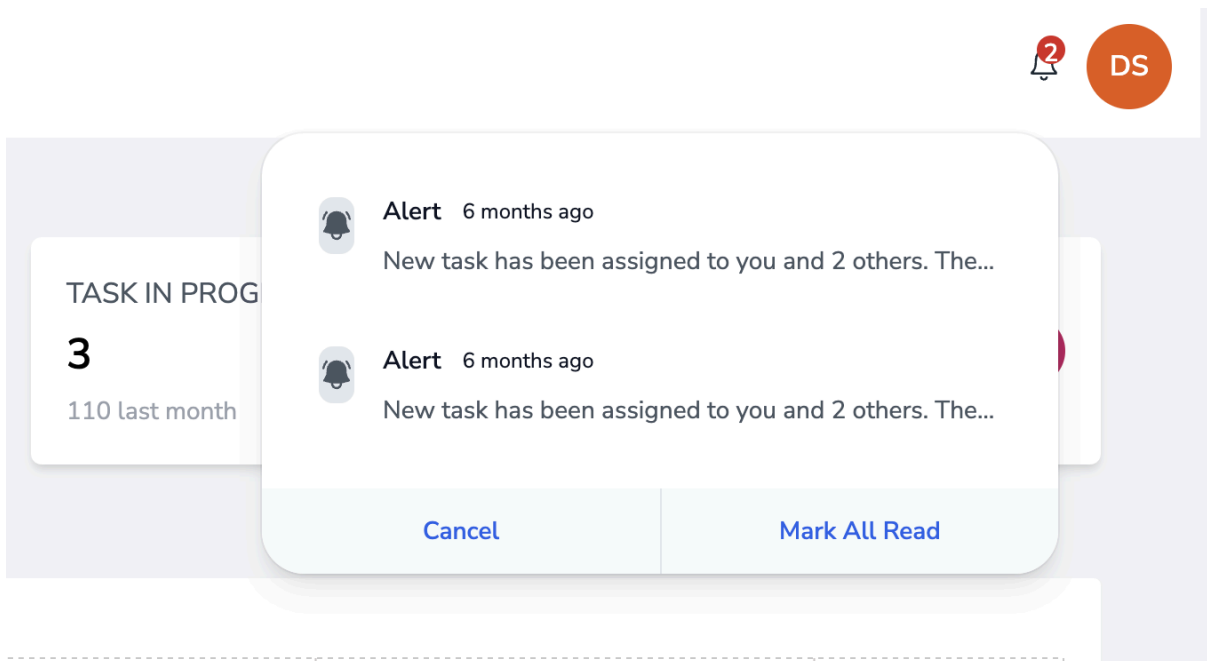 2
DS
Alert 6 months ago
New task has been assigned to you and 2 others. The...
Alert 6 months ago
New task has been assigned to you and 2 others. The...
Cancel Mark All Read
TASK IN PROG
3
110 last month